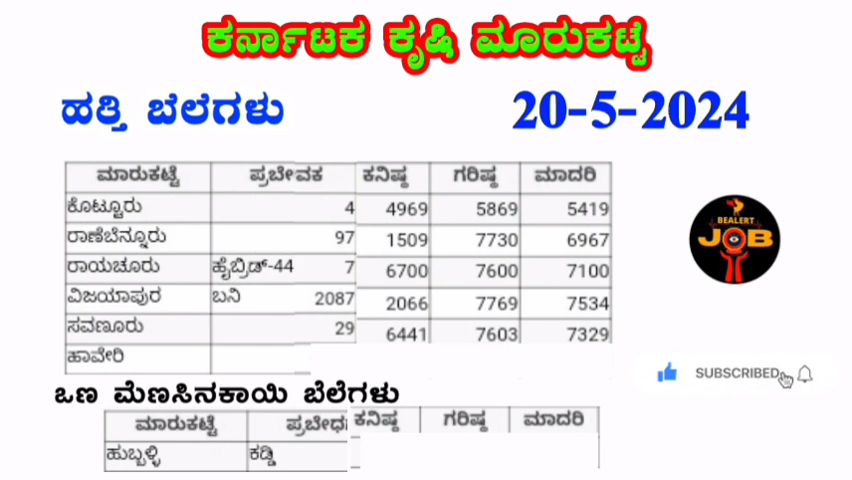 ಕರ್ನಾಟಕ ಕೃಷಿ ಮಾರುಕಟ್ಟೆ
ಹತ್ತಿ ಬೆಲೆಗಳು 20-5-2024
ಮಾರುಕಟ್ಟೆ ಪ್ರಬೇವಕ ಕನಿಷ್ಠ ಗರಿಷ್ಠ ಮಾದರಿ
ಕೊಟ್ಟೂರು 4 4969 5869 5419
ರಾಣೆಬೆನ್ನೂರು 97 1509 7730 6967
ರಾಯಚೂರು ಹೈಬ್ರಿಡ್-44 7 6700 7600 7100
ವಿಜಯಾಪುರ ಬನಿ 2087 2066 7769 7534
ಸವಣೂರು 29 6441 7603 7329
ಹಾವೇರಿ
BEALERT
JOB
SUBSCRIBED
ಒಣ ಮೆಣಸಿನಕಾಯಿ ಬೆಲೆಗಳು
ಮಾರುಕಟ್ಟೆ ಪ್ರಬೇಧ ಕನಿಷ್ಠ ಗರಿಷ್ಠ ಮಾದರಿ
ಹುಬ್ಬಳ್ಳಿ ಕಡ್ಡಿ